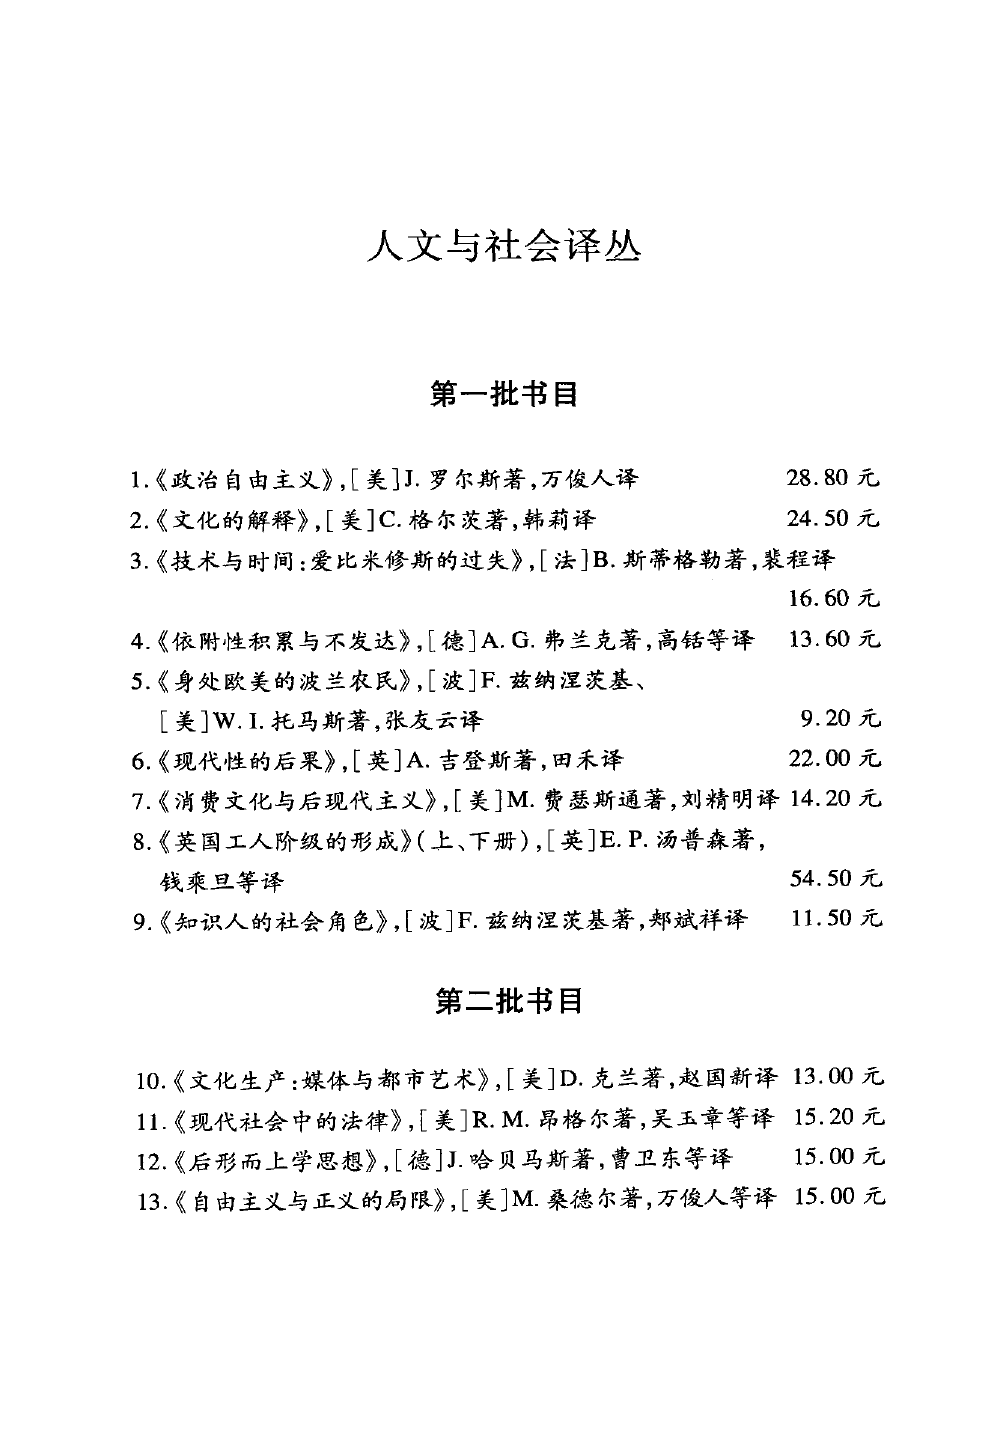 人文与社会译丛
第一批书目
1.《政治自由主义》,[美]J.罗尔斯著,万俊人译 28.80元
2.《文化的解释》,[美]C.格尔茨著,韩莉译 24.50元
3.《技术与时间:爱比米修斯的过失》,[法]B.斯蒂格勒著,裴程译
16.60元
4.《依附性积累与不发达》,[德]A.G.弗兰克著,高铦等译 13.60元
5.《身处欧美的波兰农民》,[波]F.兹纳涅茨基、
[美]W.I.托马斯著,张友云译 9.20元
6.《现代性的后果》,[英]A.吉登斯著,田禾译 22.00元
7.《消费文化与后现代主义》,[美]M.费瑟斯通著,刘精明译 14.20元
8.《英国工人阶级的形成》(上、下册),[英]E.P.汤普森著,
钱乘旦等译 54.50元
9.《知识人的社会角色》,[波]F.兹纳涅茨基著,郏斌祥译 11.50元
第二批书目
10.《文化生产:媒体与都市艺术》,[美]D.克兰著,赵国新译 13.00元
11.《现代社会中的法律》,[美]R.M.昂格尔著,吴玉章等译 15.20元
12.《后形而上学思想》,[德]J.哈贝马斯著,曹卫东等译 15.00元
13.《自由主义与正义的局限》,[美]M.桑德尔著,万俊人等译 15.00元